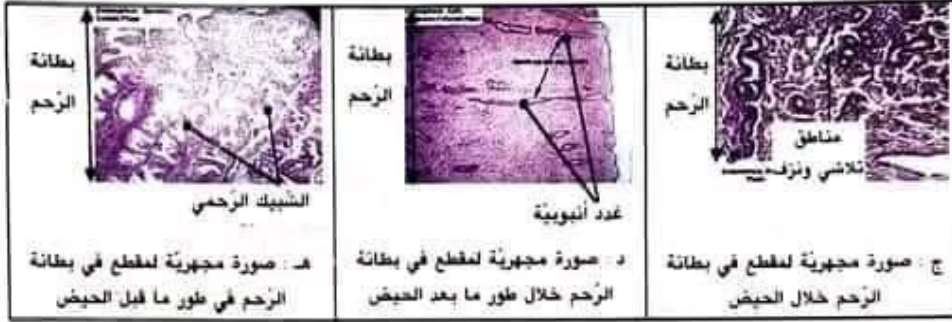 بطانة
الرّحم
مناطق
تلاشي ونزف
ج : صورة مجهريّة لمقطع في بطانة
الرّحم خلال الحيض
بطانة
الرّحم
غدد أنبوبيّة
د : صورة مجهريّة لمقطع في بطانة
الرّحم خلال طور ما بعد الحيض
بطانة
الرّحم
الشّبيك الرّحمي
هـ : صورة مجهريّة لمقطع في بطانة
الرّحم في طور ما قبل الحيض